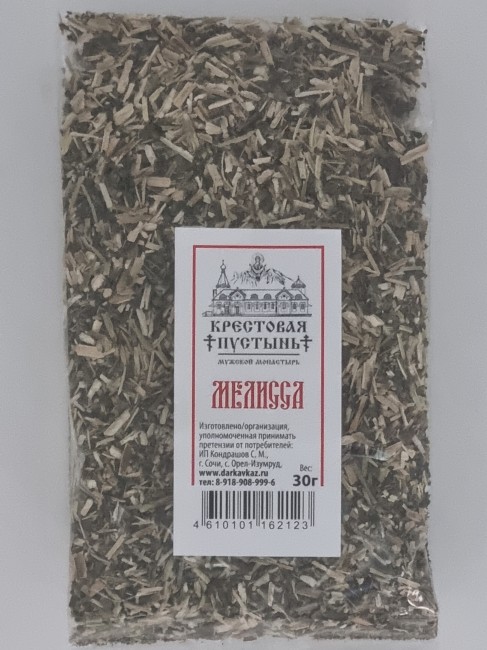 КРЕСТОВАЯ
ПУСТЫНЬ
МУЖСКОЙ МОНАСТЫРЬ
МЕЛИССА
Изготовлено/организация,
уполномоченная принимать
претензии от потребителей:
ИП Кондрашов С. М.,
г. Сочи, с. Орел-Изумруд,
www.darkavkaz.ru
тел: 8-918-908-999-6
Вес:
30г
4 610101 162123